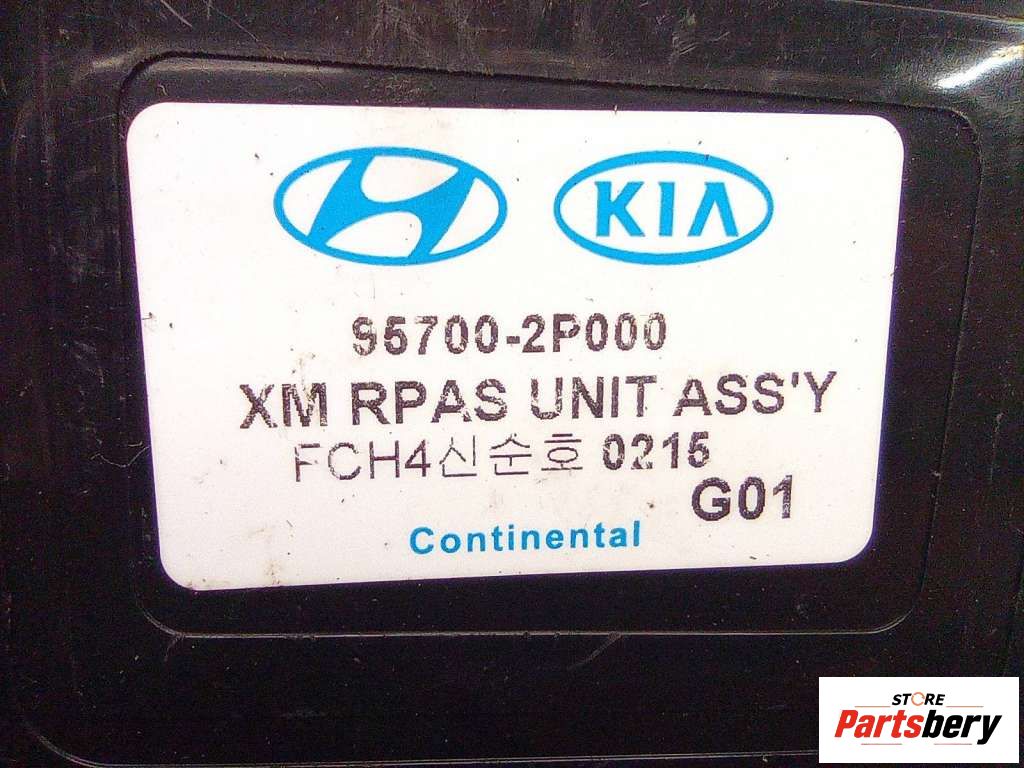 KIA
95700-2P000
XM RPAS UNIT ASS'Y
FCH4신순호 0215
G01
Continental
STORE
Partsbery